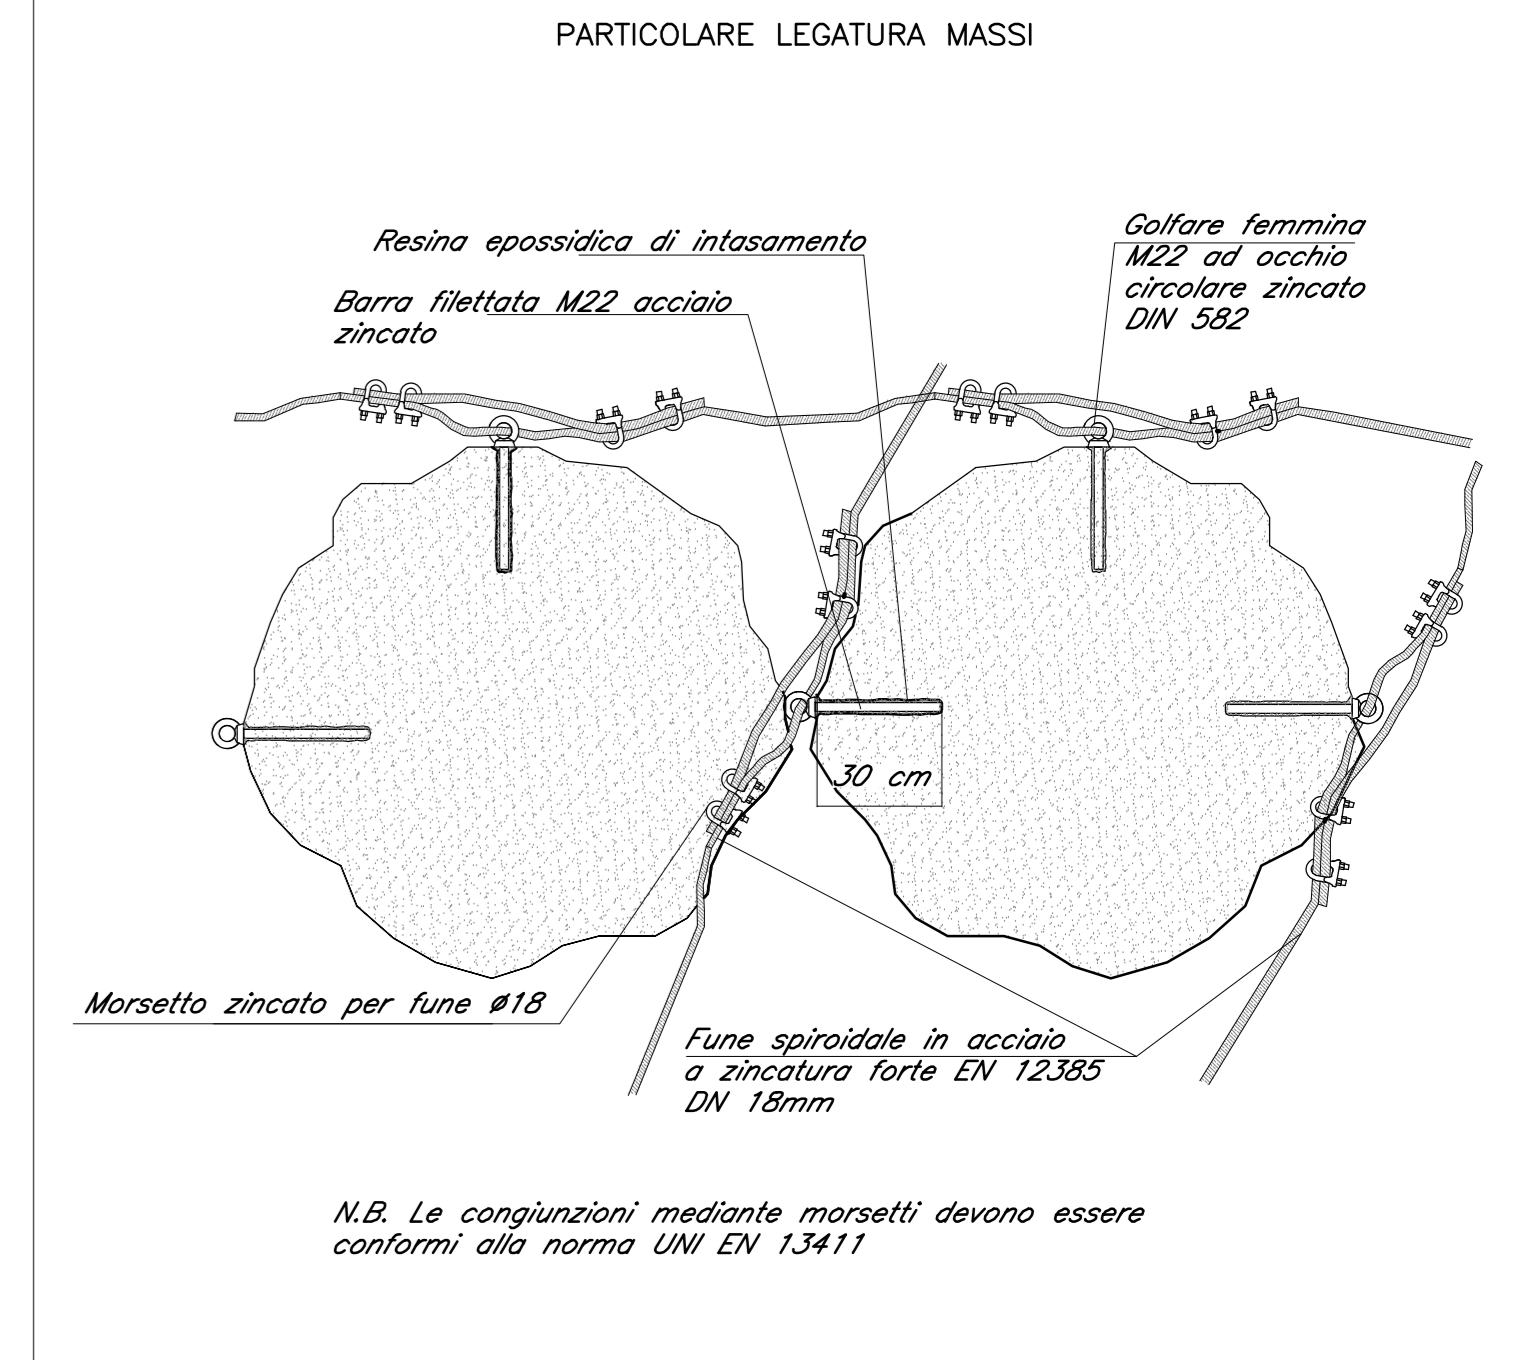 PARTICOLARE LEGATURA MASSI
Resina epossidica di intasamento
Golfare femmina
M22 ad occhio
circolare zincato
DIN 582
Barra filettata M22 acciaio
zincato
30 cm
Morsetto zincato per fune ø18
Fune spiroidale in acciaio
a zincatura forte EN 12385
DN 18mm
N.B. Le congiunzioni mediante morsetti devono essere
conformi alla norma UNI EN 13411